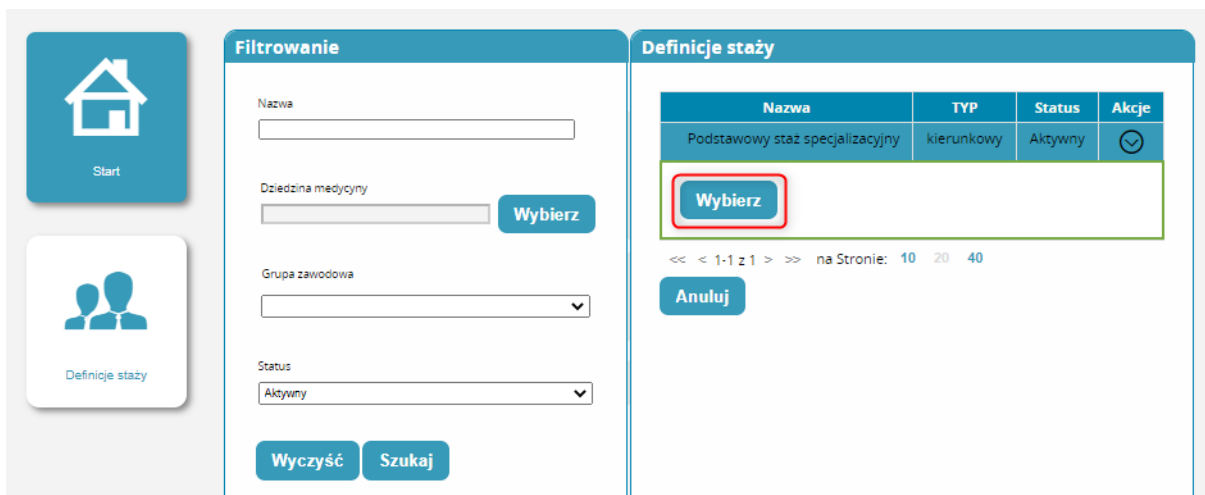 Start
Definicje staży
Filtrowanie
Nazwa
Dziedzina medycyny
Wybierz
Grupa zawodowa
Status
Aktywny
Wyczyść Szukaj
Definicje staży
Nazwa TYP Status Akcje
Podstawowy staż specjalizacyjny kierunkowy Aktywny
Wybierz
<< < 1-1 z 1 > >> na Stronie: 10 20 40
Anuluj